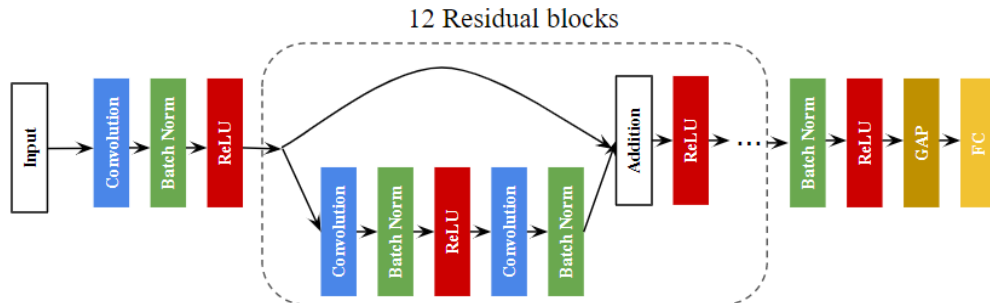 12 Residual blocks
Input
Convolution
Batch Norm
ReLU
Convolution
Batch Norm
ReLU
Convolution
Batch Norm
Addition
ReLU
...
Batch Norm
ReLU
GAP
FC